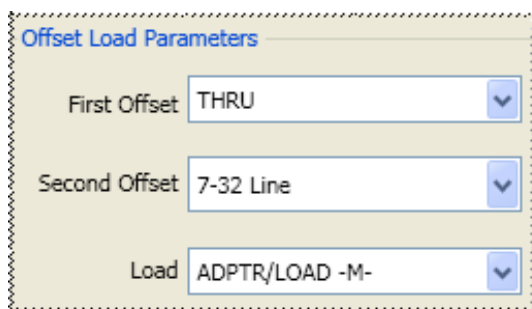 Offset Load Parameters
First Offset THRU
Second Offset 7-32 Line
Load ADPTR/LOAD -M-